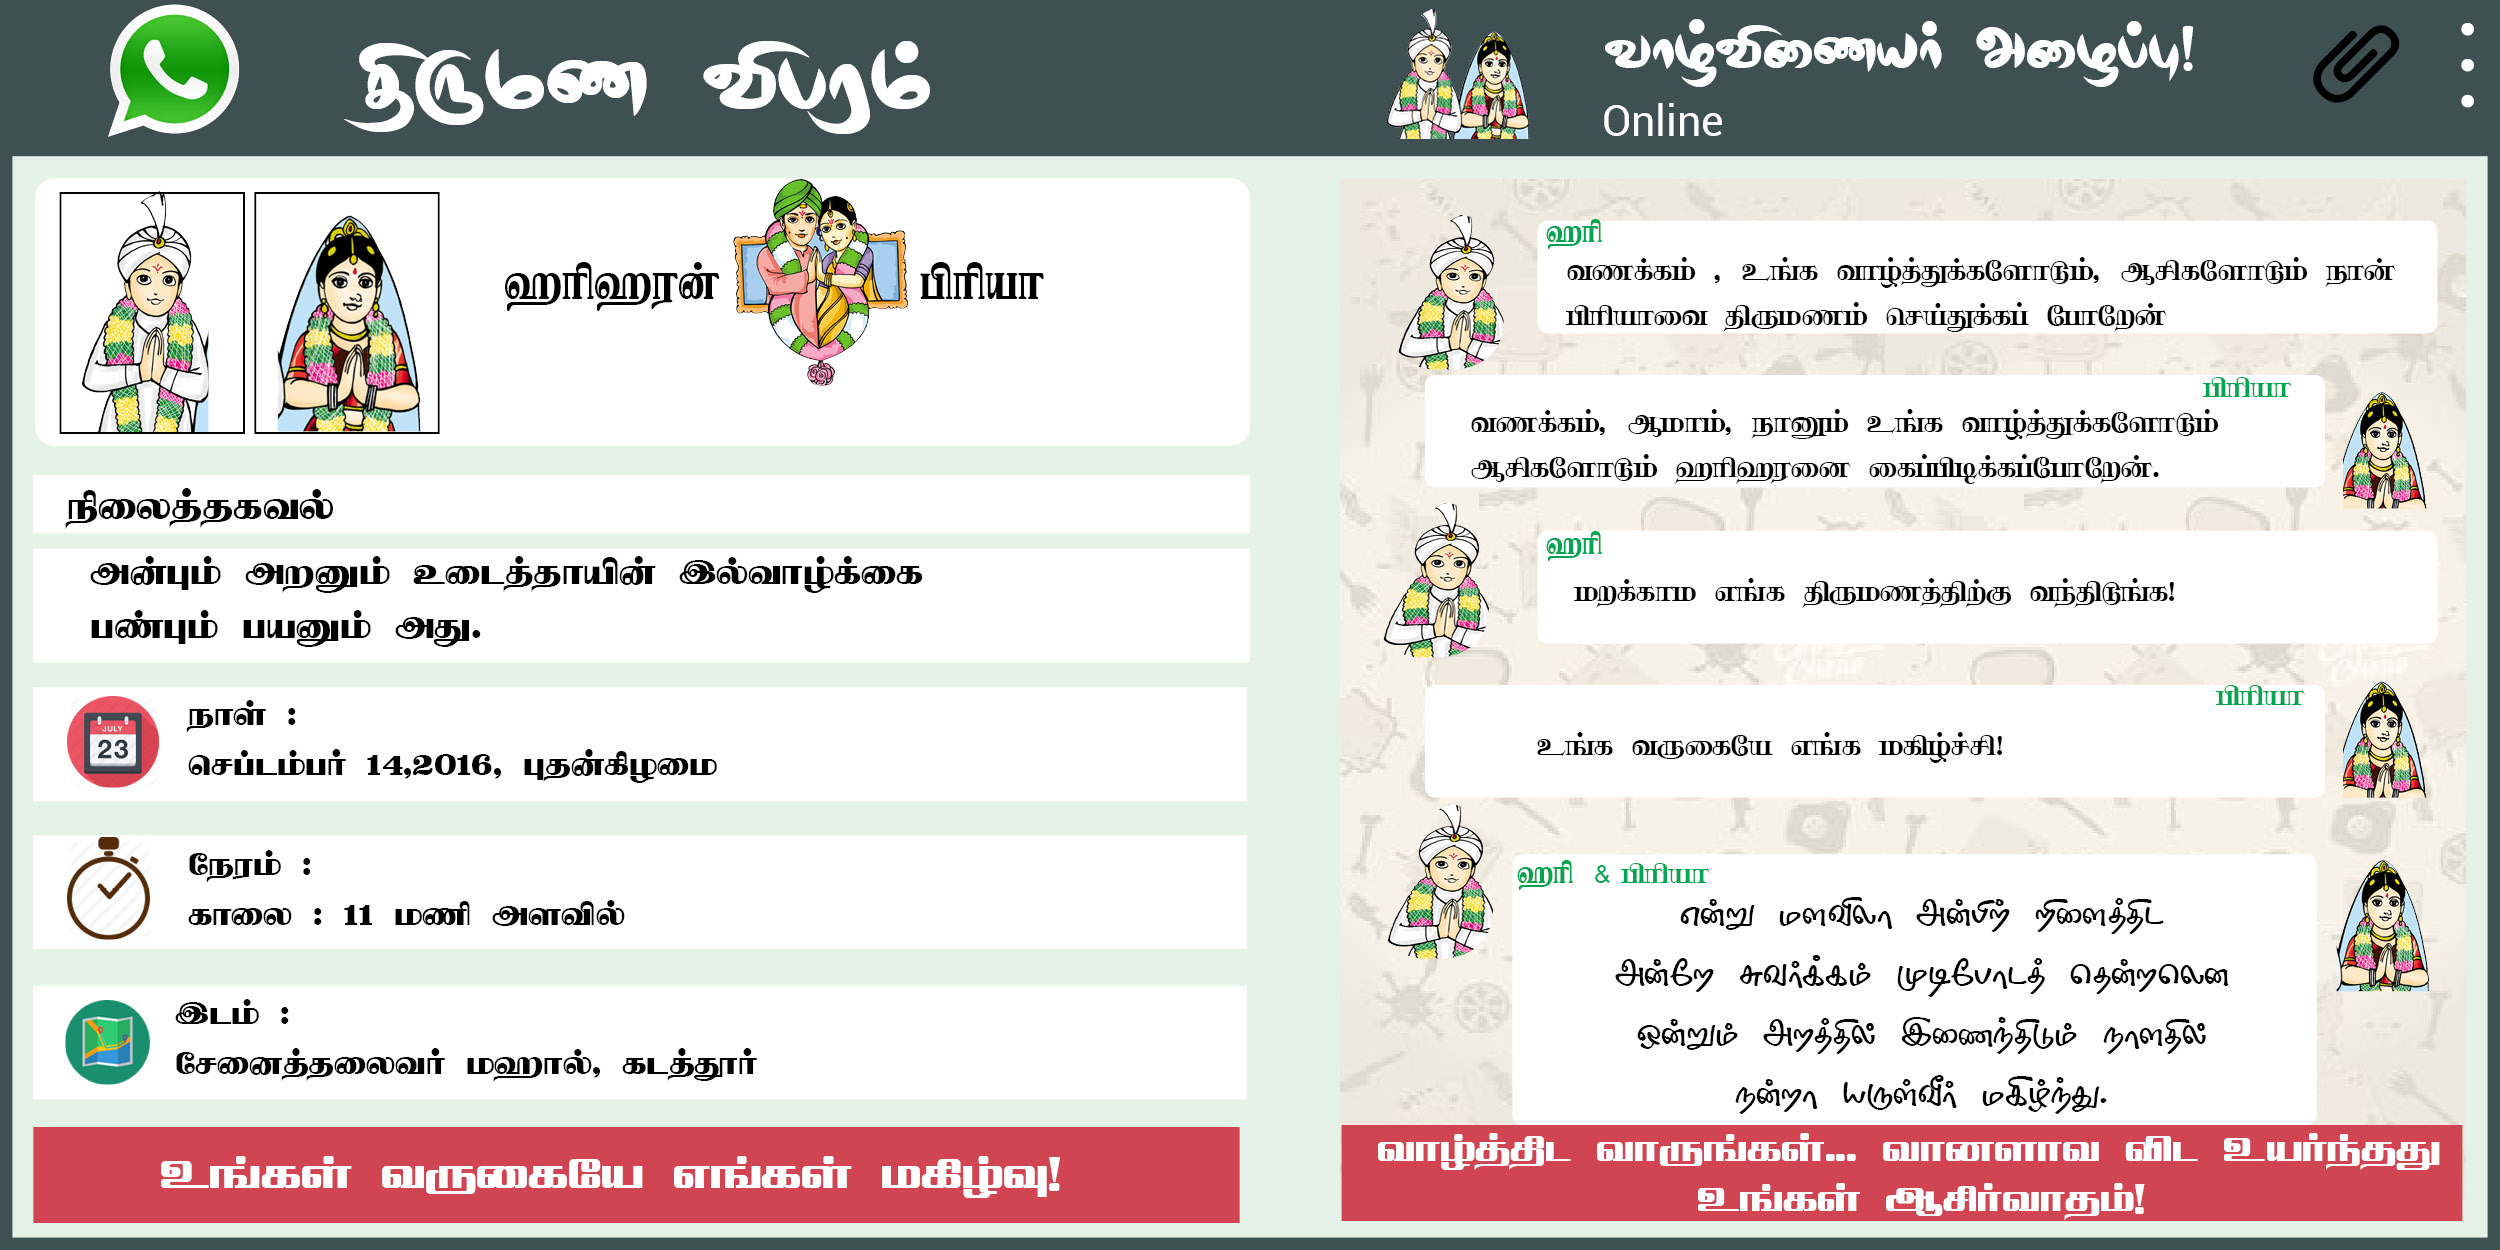 திருமண விபரம்
ஹரிஹரன் பிரியா
நிலைத்தகவல்
அன்பும் அறனும் உடைத்தாயின் இல்வாழ்க்கை
பண்பும் பயனும் அது.
JULY
23
நாள் :
செப்டம்பர் 14,2016, புதன்கிழமை
நேரம் :
காலை : 11 மணி அளவில்
இடம் :
சேனைத்தலைவர் மஹால், கடத்தூர்
உங்கள் வருகையே எங்கள் மகிழ்வு!
வாழ்விணையர் அழைப்பு!
Online
ஹரி
வணக்கம் , உங்க வாழ்த்துக்களோடும், ஆசிகளோடும் நான்
பிரியாவை திருமணம் செய்துக்கப் போறேன்
பிரியா
வணக்கம், ஆமாம், நானும் உங்க வாழ்த்துக்களோடும்
ஆசிகளோடும் ஹரிஹரனை கைப்பிடிக்கப்போறேன்.
ஹரி
மறக்காம எங்க திருமணத்திற்கு வந்திடுங்க!
பிரியா
உங்க வருகையே எங்க மகிழ்ச்சி!
ஹரி & பிரியா
என்று மளவிலா அன்பிற் றிளைத்திட
அன்றே சுவர்க்கம் முடிபோடத் தென்றலென
ஒன்றும் அறத்தில் இணைந்திடும் நாளதில்
நன்றா யருள்வீர் மகிழ்ந்து.
வாழ்த்திட வாருங்கள்... வானளாவ விட உயர்ந்தது
உங்கள் ஆசிர்வாதம்!